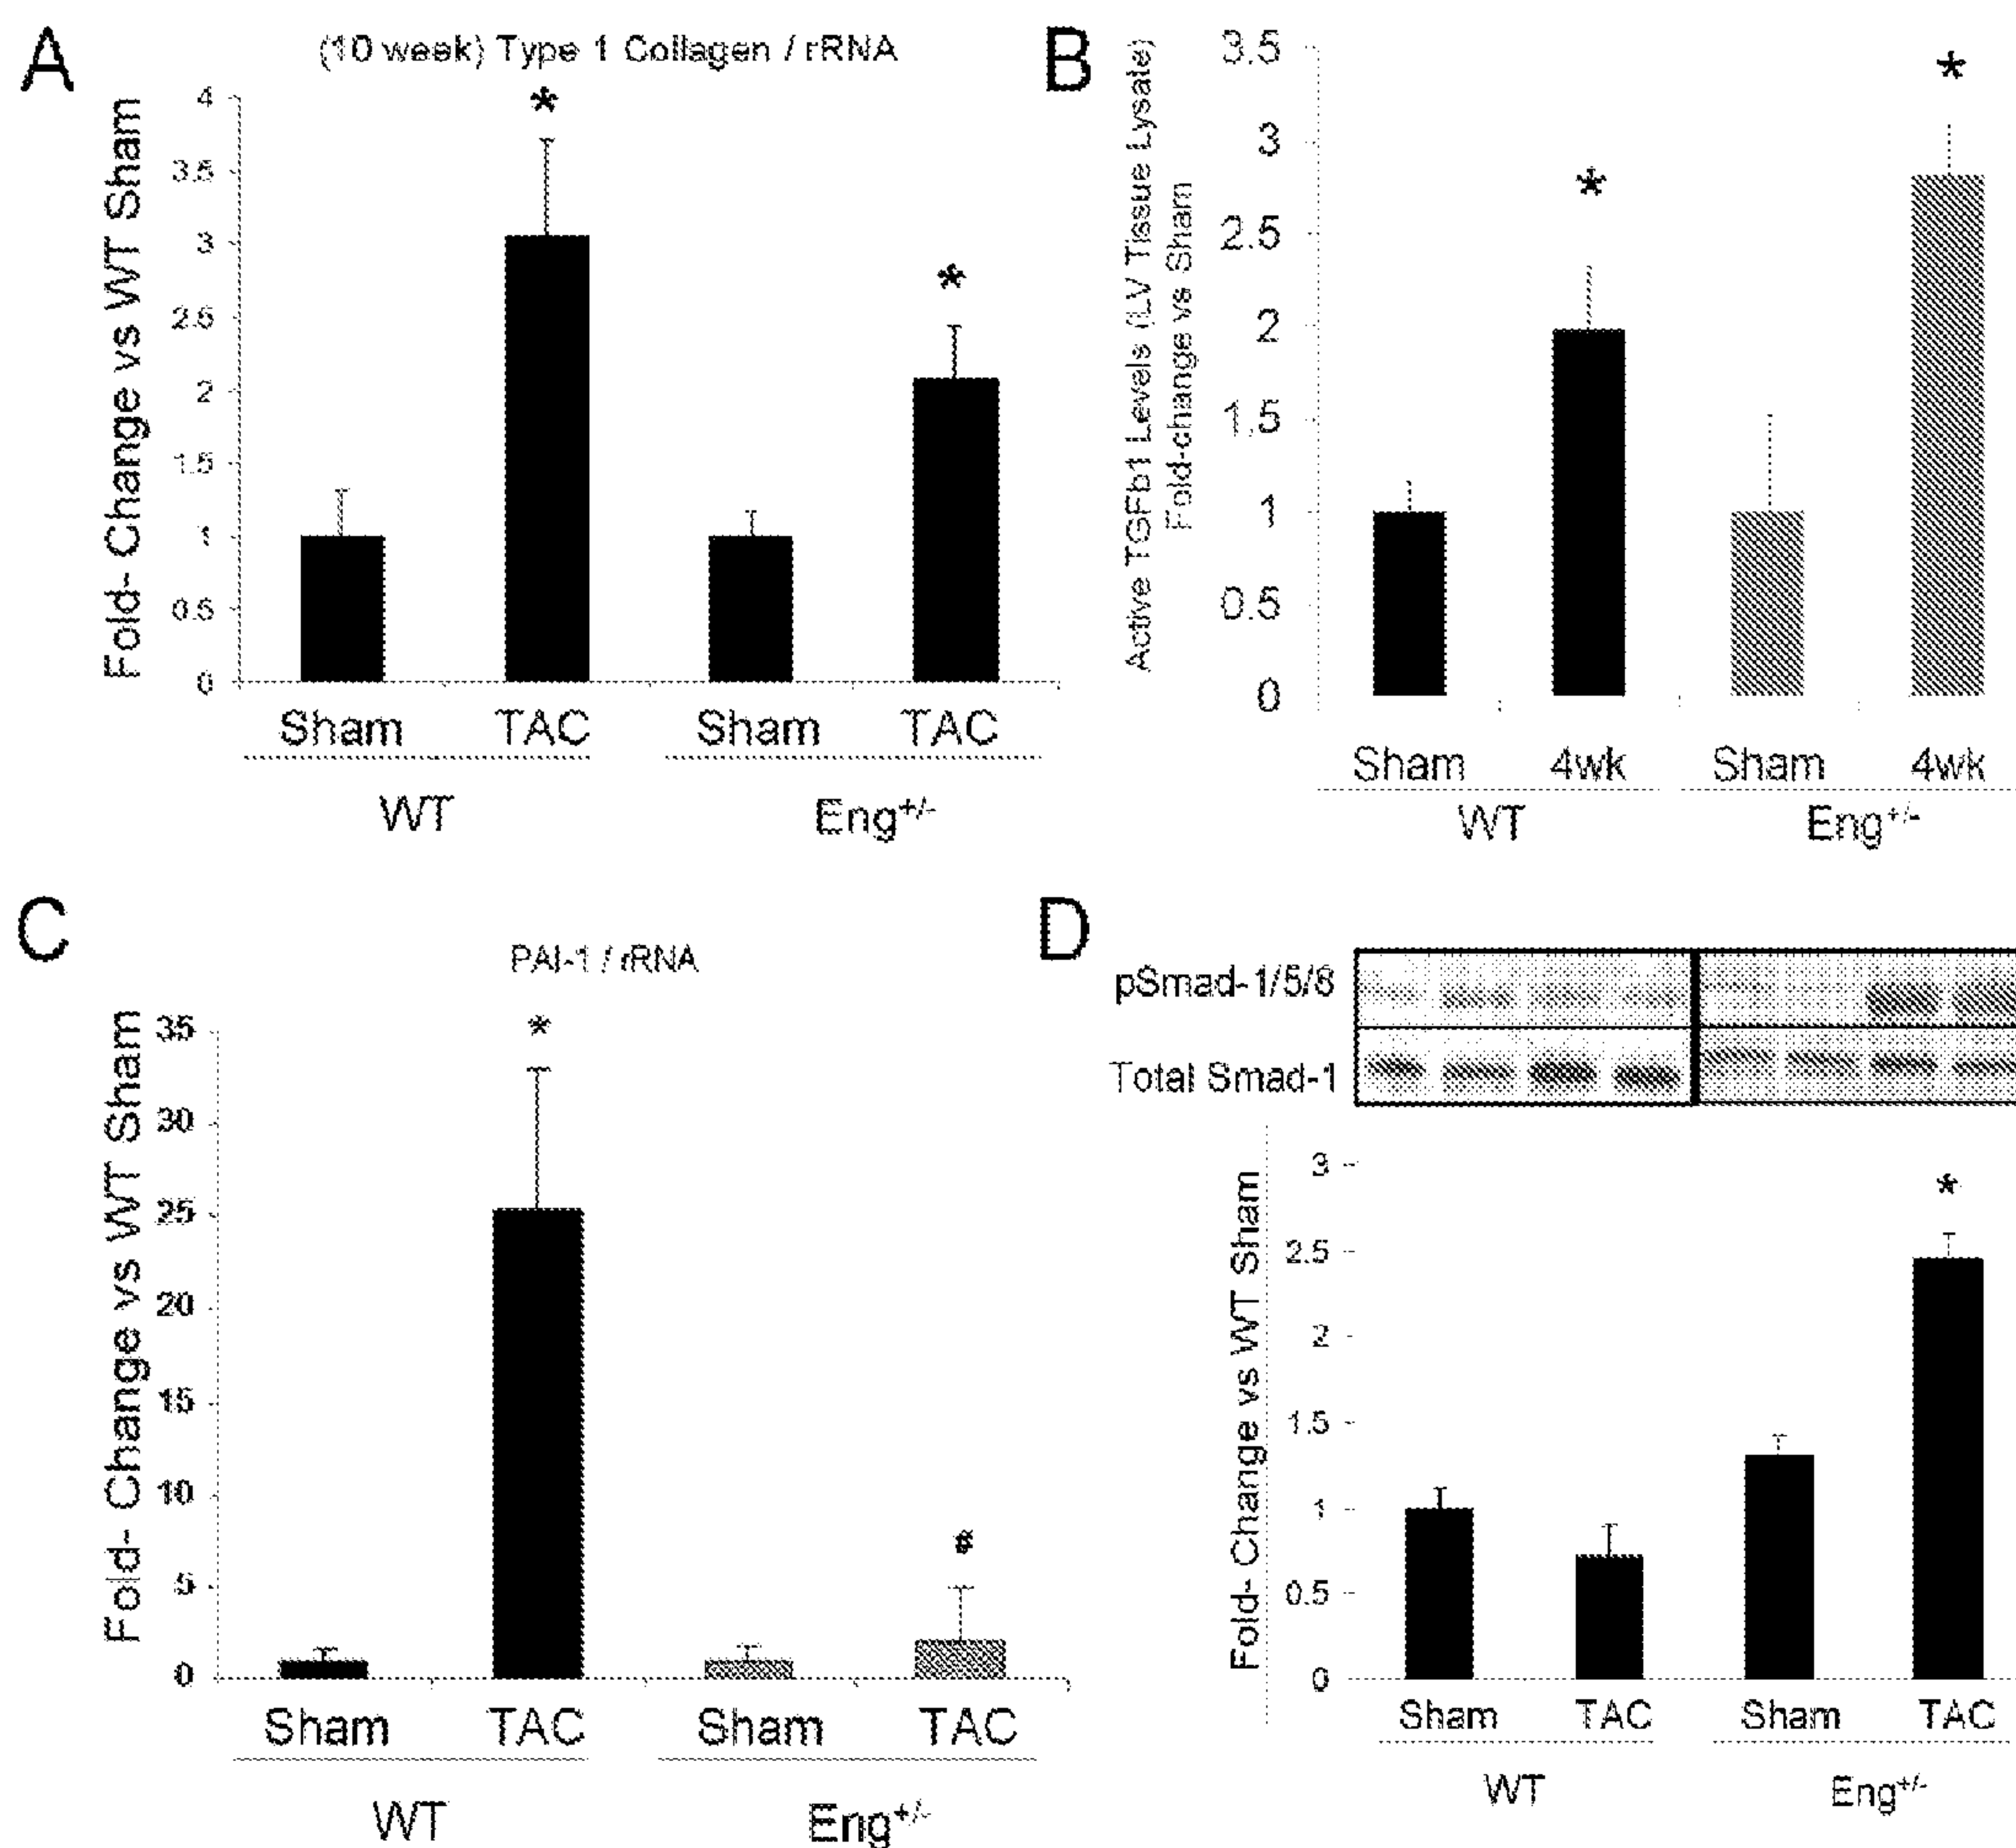 A
(10 week) Type 1 Collagen / rRNA
Fold- Change vs WT Sham
4
3.5
3
2.5
2
1.5
1
0.5
0
*
*
Sham TAC Sham TAC
WT Eng+/-
B
Active TGFb1 Levels (LV Tissue Lysate)
Fold-change vs Sham
3.5
3
2.5
2
1.5
1
0.5
0
*
*
Sham 4wk Sham 4wk
WT Eng+/-
C
PAI-1 / rRNA
Fold- Change vs WT Sham
35
30
25
20
15
10
5
0
*
#
Sham TAC Sham TAC
WT Eng+/-
D
pSmad-1/5/8
Total Smad-1
Fold- Change vs WT Sham
3
2.5
2
1.5
1
0.5
0
*
Sham TAC Sham TAC
WT Eng+/-